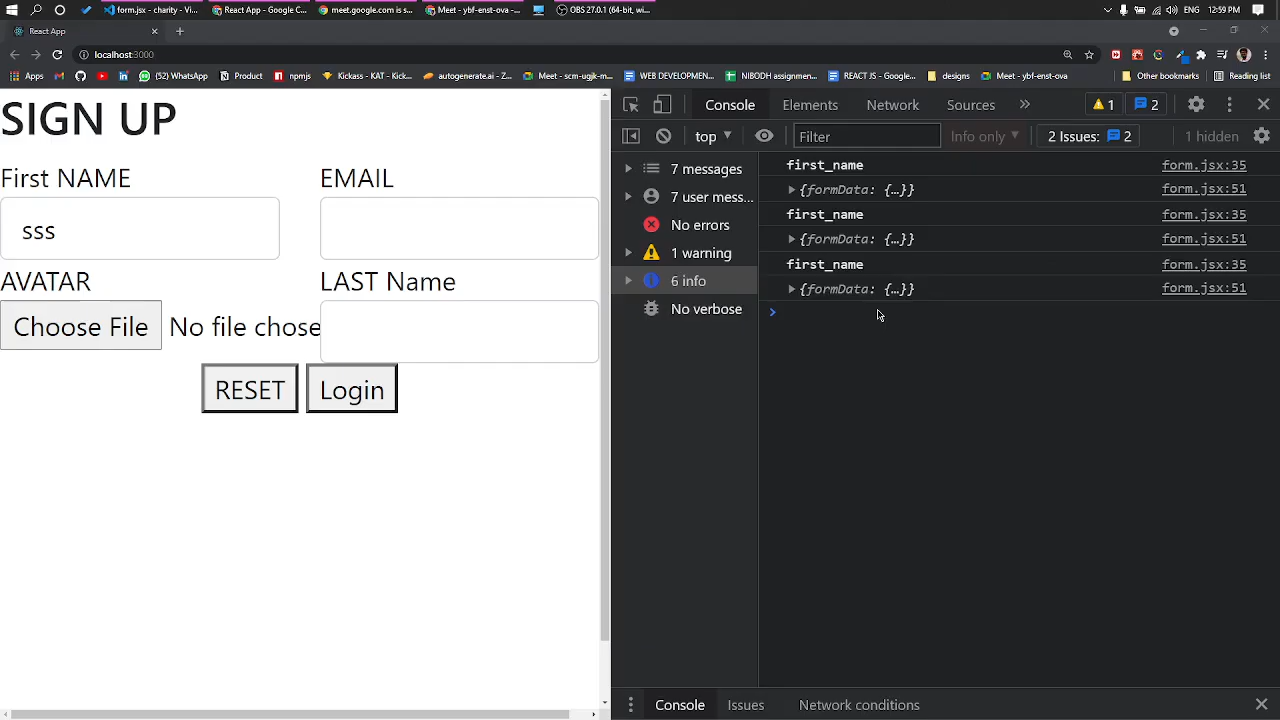 form.jsx - charity - Vi...
React App - Google C...
meet.google.com is s...
Meet - ybf-enst-ova - ...
OBS 27.0.1 (64-bit, wi...
ENG
12:59 PM
React App
localhost:3000
Apps
(52) WhatsApp
Product
npmjs
Kickass - KAT - Kick...
autogenerate.ai - Z...
Meet - scm-ugjk-n...
WEB DEVELOPM...
NIBODH assignmen...
REACT JS - Google...
designs
Meet - ybf-enst-ova
Other bookmarks
Reading list
SIGN UP
First NAME
EMAIL
sss
AVATAR
LAST Name
Choose File
No file chose
RESET
Login
Console
Elements
Network
Sources
1
2
top
Filter
Info only
2 Issues:
2
1 hidden
7 messages
7 user mess...
No errors
1 warning
6 info
No verbose
first_name form.jsx:35
{formData: {…}} form.jsx:51
first_name form.jsx:35
{formData: {…}} form.jsx:51
first_name form.jsx:35
{formData: {…}} form.jsx:51
Console
Issues
Network conditions